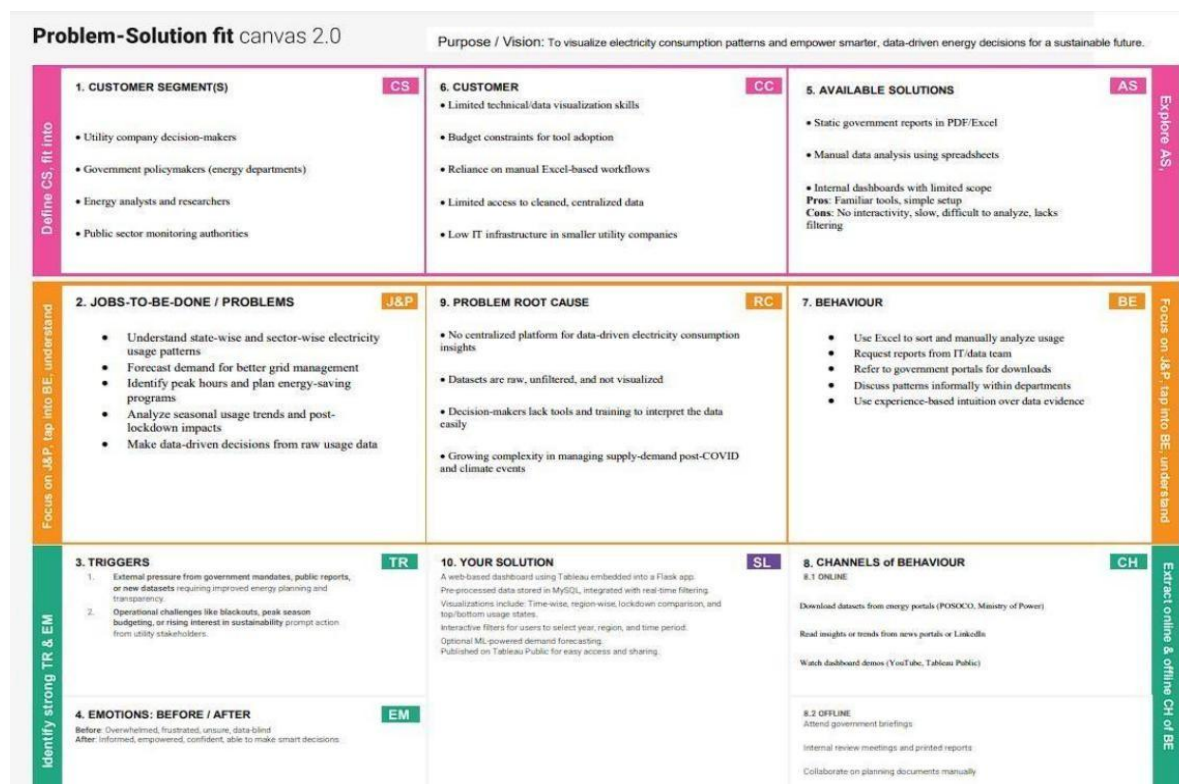 Problem-Solution fit canvas 2.0
Purpose / Vision: To visualize electricity consumption patterns and empower smarter, data-driven energy decisions for a sustainable future.
Define CS, fit into
1. CUSTOMER SEGMENT(S)
CS
• Utility company decision-makers
• Government policymakers (energy departments)
• Energy analysts and researchers
• Public sector monitoring authorities
6. CUSTOMER
CC
• Limited technical/data visualization skills
• Budget constraints for tool adoption
• Reliance on manual Excel-based workflows
• Limited access to cleaned, centralized data
• Low IT infrastructure in smaller utility companies
5. AVAILABLE SOLUTIONS
AS
• Static government reports in PDF/Excel
• Manual data analysis using spreadsheets
• Internal dashboards with limited scope
Pros: Familiar tools, simple setup
Cons: No interactivity, slow, difficult to analyze, lacks
filtering
Explore AS,
Focus on J&P, tap into BE, understand
2. JOBS-TO-BE-DONE / PROBLEMS
J&P
• Understand state-wise and sector-wise electricity
usage patterns
• Forecast demand for better grid management
• Identify peak hours and plan energy-saving
programs
• Analyze seasonal usage trends and post-
lockdown impacts
• Make data-driven decisions from raw usage data
9. PROBLEM ROOT CAUSE
RC
• No centralized platform for data-driven electricity consumption
insights
• Datasets are raw, unfiltered, and not visualized
• Decision-makers lack tools and training to interpret the data
easily
• Growing complexity in managing supply-demand post-COVID
and climate events
7. BEHAVIOUR
BE
• Use Excel to sort and manually analyze usage
• Request reports from IT/data team
• Refer to government portals for downloads
• Discuss patterns informally within departments
• Use experience-based intuition over data evidence
Focus on J&P, tap into BE, understand
Identify strong TR & EM
3. TRIGGERS
TR
1. External pressure from government mandates, public reports,
or new datasets requiring improved energy planning and
transparency.
2. Operational challenges like blackouts, peak season
budgeting, or rising interest in sustainability prompt action
from utility stakeholders.
4. EMOTIONS: BEFORE / AFTER
EM
Before: Overwhelmed, frustrated, unsure, data-blind
After: Informed, empowered, confident, able to make smart decisions
10. YOUR SOLUTION
SL
A web-based dashboard using Tableau embedded into a Flask app.
Pre-processed data stored in MySQL, integrated with real-time filtering.
Visualizations include: Time-wise, region-wise, lockdown comparison, and
top/bottom usage states.
Interactive filters for users to select year, region, and time period.
Optional ML-powered demand forecasting.
Published on Tableau Public for easy access and sharing.
8. CHANNELS of BEHAVIOUR
CH
8.1 ONLINE
Download datasets from energy portals (POSOCO, Ministry of Power)
Read insights or trends from news portals or LinkedIn
Watch dashboard demos (YouTube, Tableau Public)
8.2 OFFLINE
Attend government briefings
Internal review meetings and printed reports
Collaborate on planning documents manually
Extract online & offline CH of BE